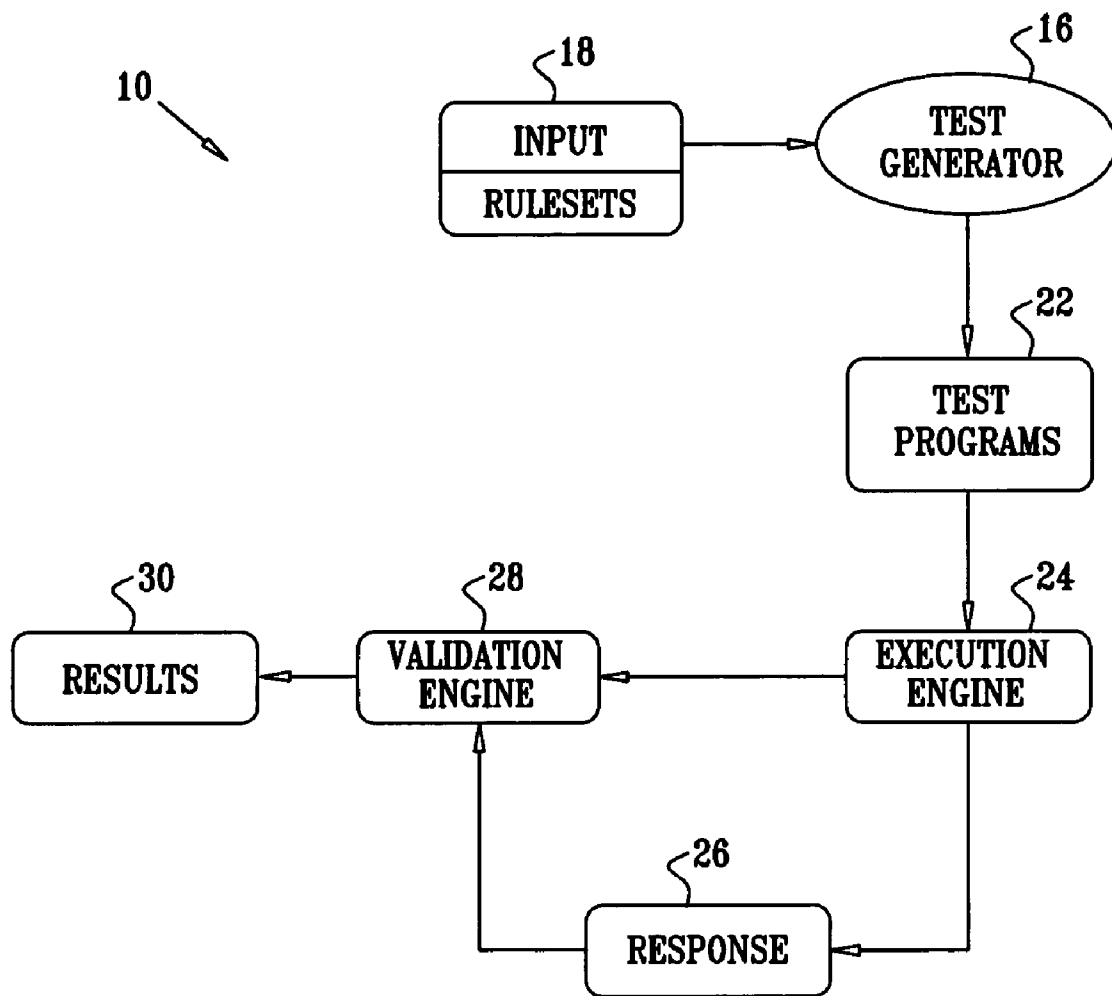 10
18
16
INPUT
RULESETS
TEST
GENERATOR
22
TEST
PROGRAMS
30
28
24
RESULTS
VALIDATION
ENGINE
EXECUTION
ENGINE
26
RESPONSE